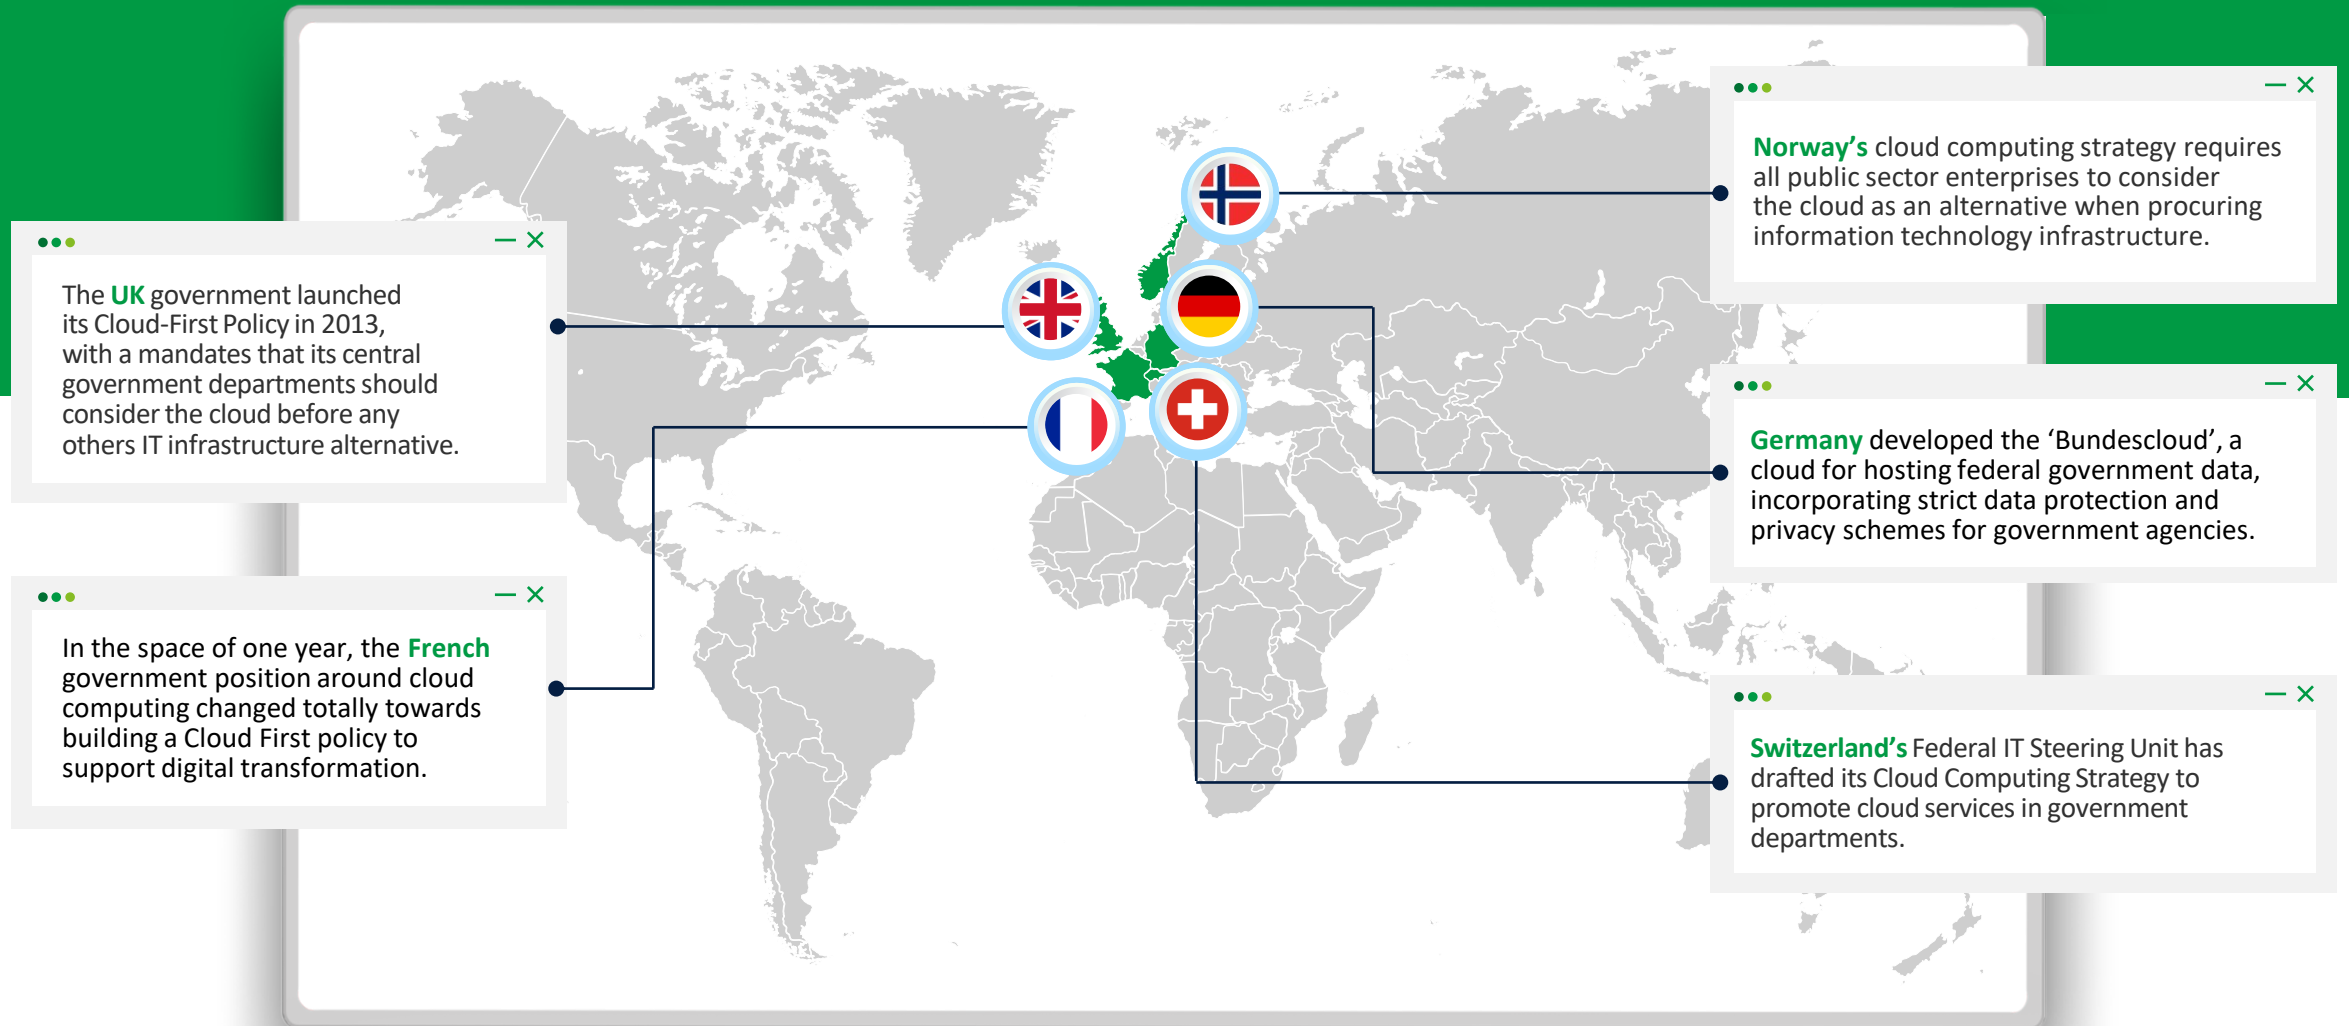 The UK government launched
its Cloud-First Policy in 2013,
with a mandates that its central
government departments should
consider the cloud before any
others IT infrastructure alternative.
In the space of one year, the French
government position around cloud
computing changed totally towards
building a Cloud First policy to
support digital transformation.
Norway's cloud computing strategy requires
all public sector enterprises to consider
the cloud as an alternative when procuring
information technology infrastructure.
Germany developed the ‘Bundescloud’, a
cloud for hosting federal government data,
incorporating strict data protection and
privacy schemes for government agencies.
Switzerland's Federal IT Steering Unit has
drafted its Cloud Computing Strategy to
promote cloud services in government
departments.